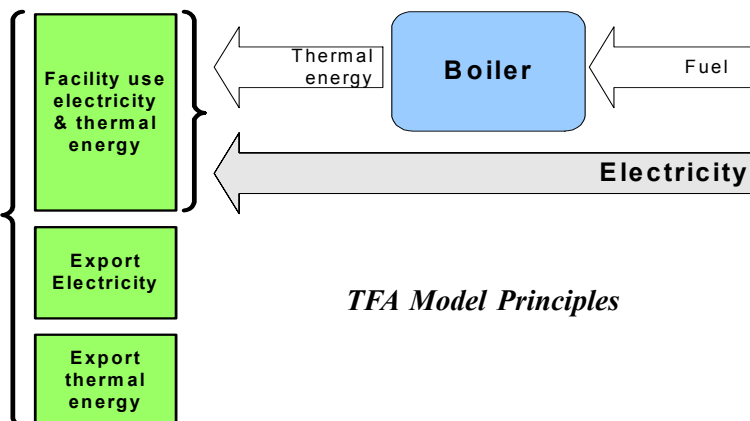 Facility use
electricity
& thermal
energy
Thermal
energy
Boiler
Fuel
Electricity
Export
Electricity
TFA Model Principles
Export
thermal
energy